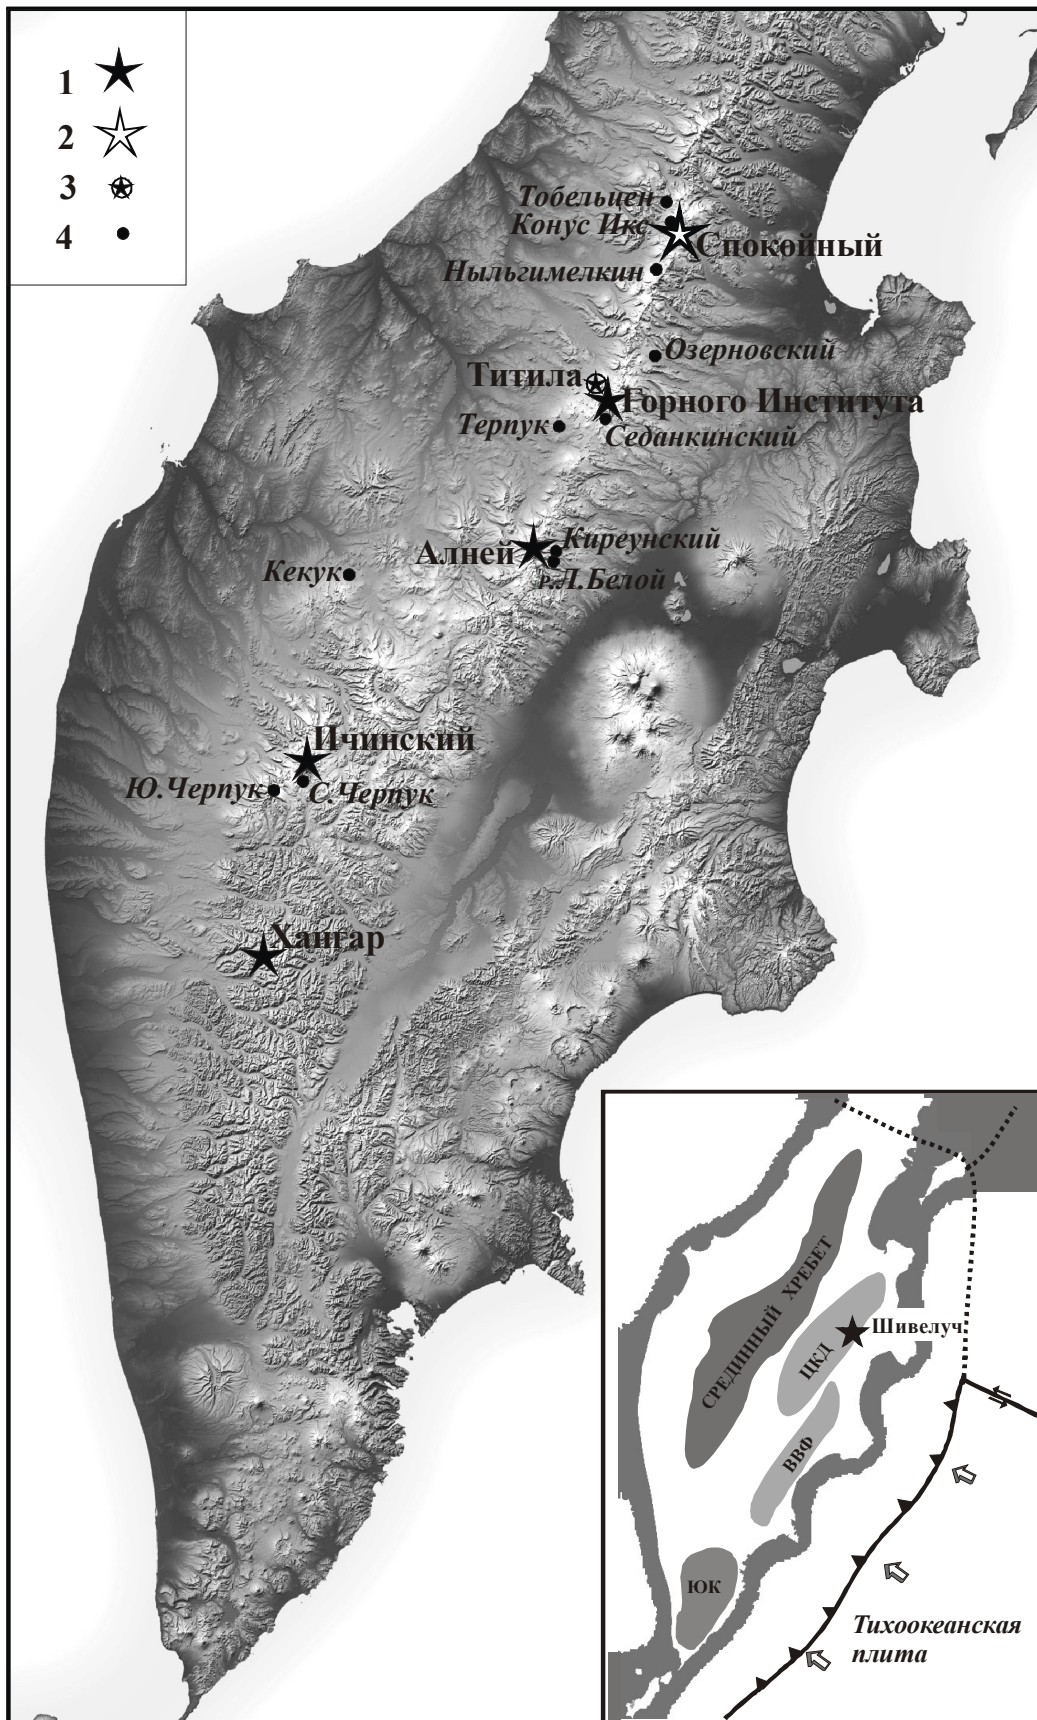 1
2
3
4
Тобельцен
Конус Икс
Спокойный
Ныльгимелкин
Озерновский
Титила
Горного Института
Терпук
Седанкинский
Киреунский
Алней
р.Л.Белой
Кекук
Ичинский
Ю.Черпук
С.Черпук
Хангар
СРЕДИННЫЙ ХРЕБЕТ
Шивелуч
ЦКД
ВВФ
ЮК
Тихоокеанская
плита